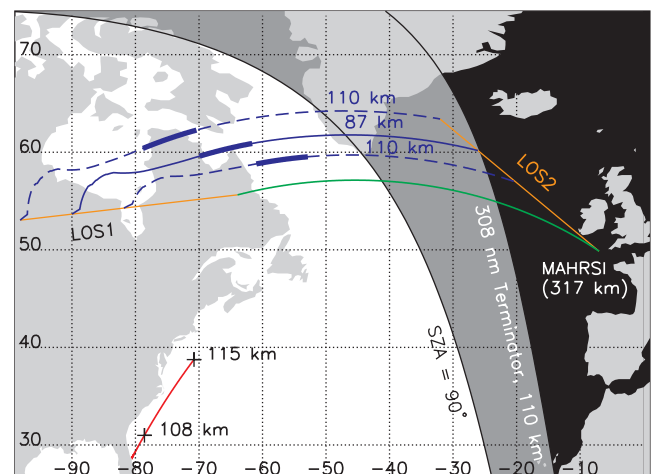 70
60
50
40
30
110 km
87 km
110 km
LOS2
LOS1
MAHRSI
(317 km)
308 nm Terminator, 110 km
SZA = 90°
115 km
108 km
-90 -80 -70 -60 -50 -40 -30 -20 -10